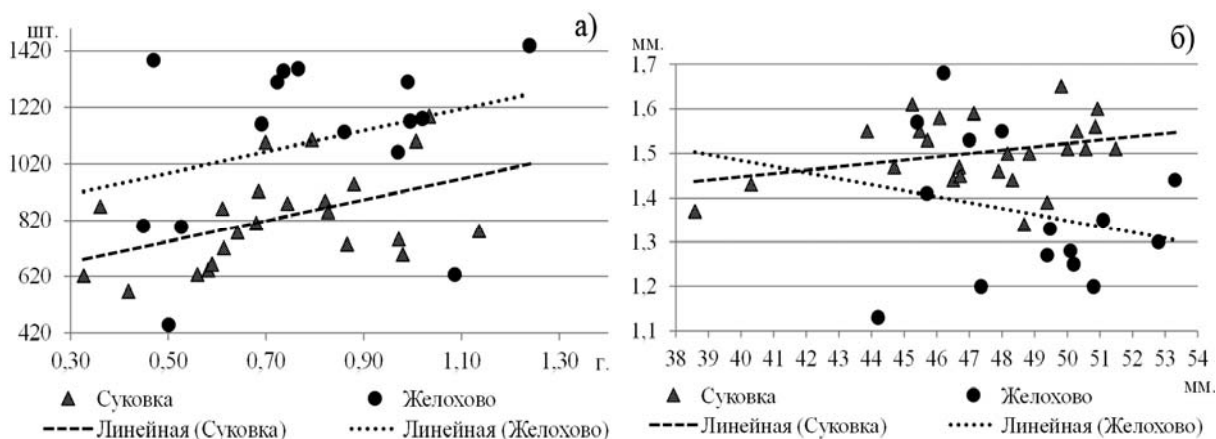 шт.
а)
1420
1220
1020
820
620
420
0,30 0,50 0,70 0,90 1,10 1,30
г.
Суковка Желохово
Линейная (Суковка) Линейная (Желохово)
мм.
б)
1,7
1,6
1,5
1,4
1,3
1,2
1,1
38 39 40 41 42 43 44 45 46 47 48 49 50 51 52 53 54
мм.
Суковка Желохово
Линейная (Суковка) Линейная (Желохово)